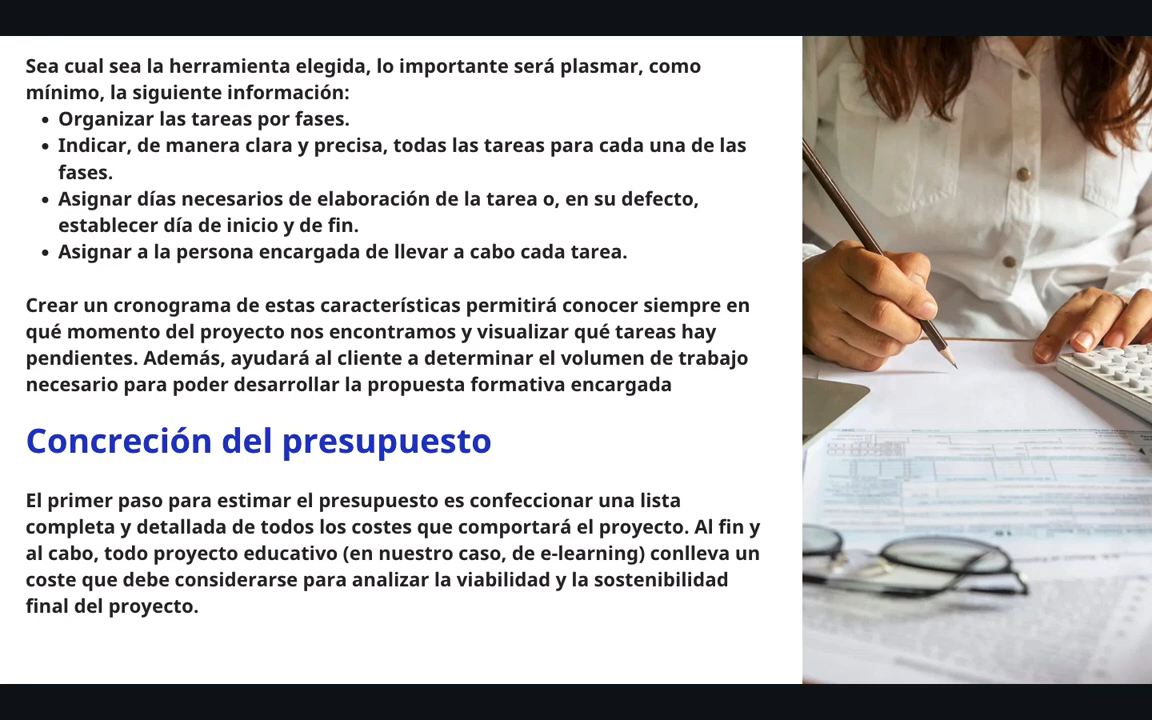 Sea cual sea la herramienta elegida, lo importante será plasmar, como
mínimo, la siguiente información:
• Organizar las tareas por fases.
• Indicar, de manera clara y precisa, todas las tareas para cada una de las
fases.
• Asignar días necesarios de elaboración de la tarea o, en su defecto,
establecer día de inicio y de fin.
• Asignar a la persona encargada de llevar a cabo cada tarea.
Crear un cronograma de estas características permitirá conocer siempre en
qué momento del proyecto nos encontramos y visualizar qué tareas hay
pendientes. Además, ayudará al cliente a determinar el volumen de trabajo
necesario para poder desarrollar la propuesta formativa encargada
Concreción del presupuesto
El primer paso para estimar el presupuesto es confeccionar una lista
completa y detallada de todos los costes que comportará el proyecto. Al fin y
al cabo, todo proyecto educativo (en nuestro caso, de e-learning) conlleva un
coste que debe considerarse para analizar la viabilidad y la sostenibilidad
final del proyecto.